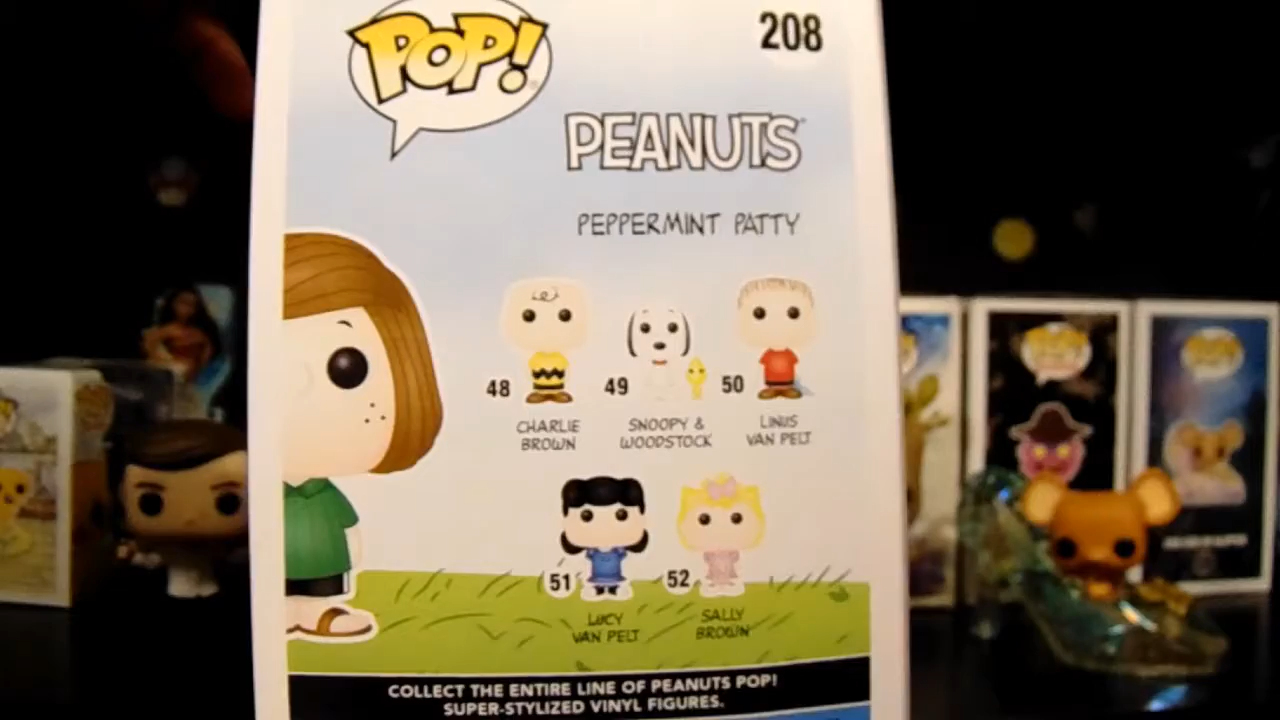 POP!
208
PEANUTS
PEPPERMINT PATTY
48
49
50
CHARLIE
BROWN
SNOOPY &
WOODSTOCK
LINUS
VAN PELT
51
52
LUCY
VAN PELT
SALLY
BROWN
COLLECT THE ENTIRE LINE OF PEANUTS POP!
SUPER-STYLIZED VINYL FIGURES.